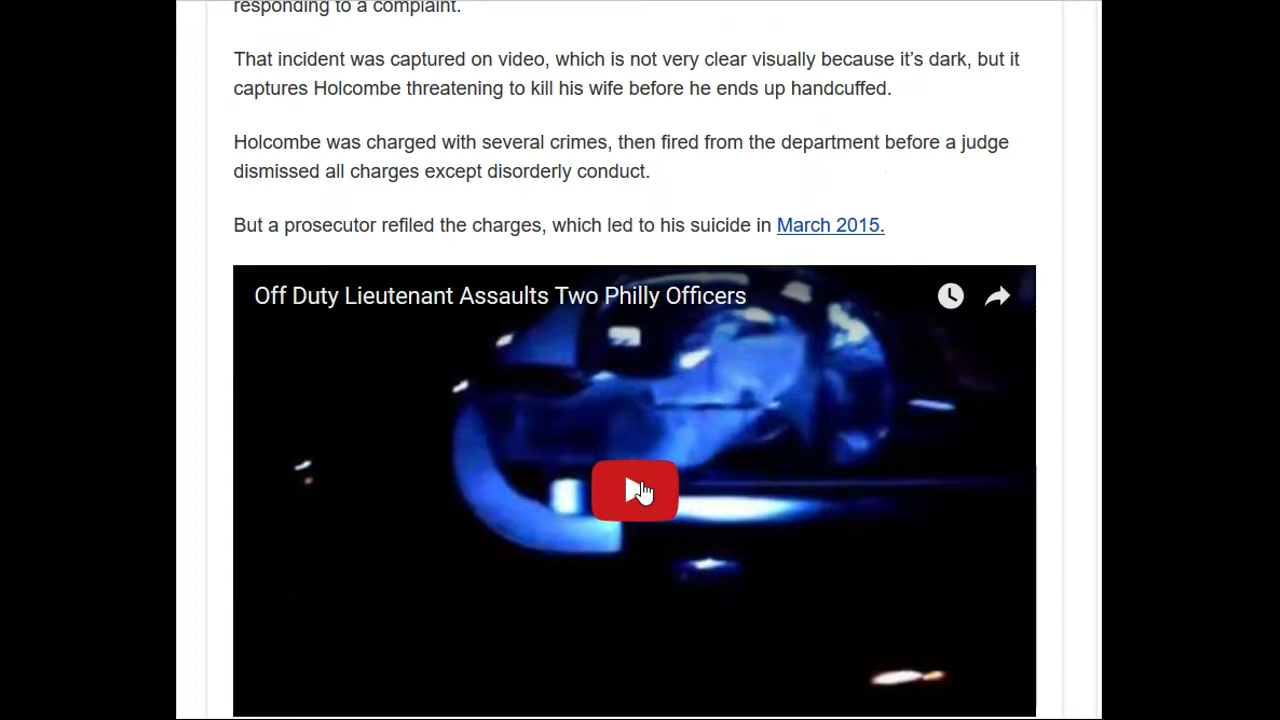 responding to a complaint.
That incident was captured on video, which is not very clear visually because it’s dark, but it
captures Holcombe threatening to kill his wife before he ends up handcuffed.
Holcombe was charged with several crimes, then fired from the department before a judge
dismissed all charges except disorderly conduct.
But a prosecutor refiled the charges, which led to his suicide in March 2015.
Off Duty Lieutenant Assaults Two Philly Officers